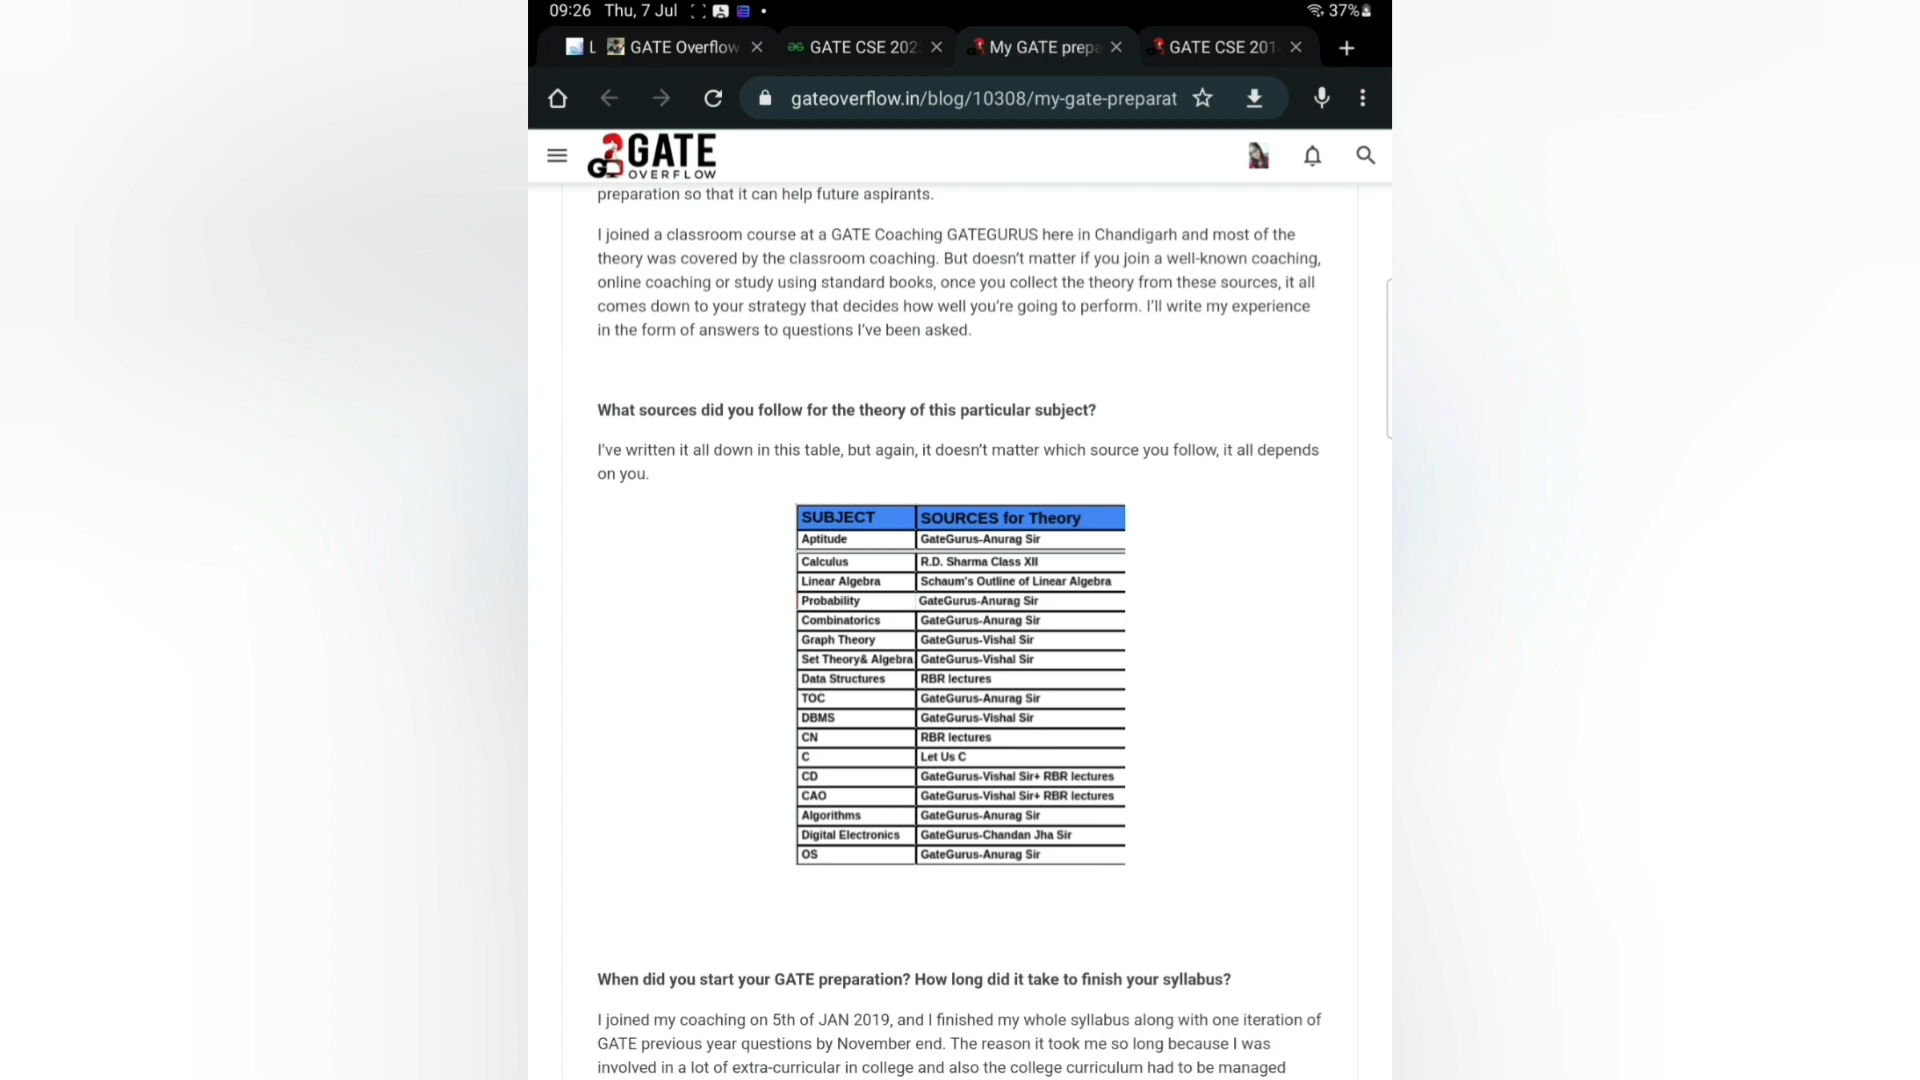 09:26 Thu, 7 Jul
37%
L
GATE Overflow
GATE CSE 202
My GATE prepa
GATE CSE 201
gateoverflow.in/blog/10308/my-gate-preparat
GATE
OVERFLOW
preparation so that it can help future aspirants.
I joined a classroom course at a GATE Coaching GATEGURUS here in Chandigarh and most of the
theory was covered by the classroom coaching. But doesn't matter if you join a well-known coaching,
online coaching or study using standard books, once you collect the theory from these sources, it all
comes down to your strategy that decides how well you're going to perform. I'll write my experience
in the form of answers to questions I've been asked.
What sources did you follow for the theory of this particular subject?
I've written it all down in this table, but again, it doesn't matter which source you follow, it all depends
on you.
SUBJECT SOURCES for Theory
Aptitude GateGurus-Anurag Sir
Calculus R.D. Sharma Class XII
Linear Algebra Schaum's Outline of Linear Algebra
Probability GateGurus-Anurag Sir
Combinatorics GateGurus-Anurag Sir
Graph Theory GateGurus-Vishal Sir
Set Theory& Algebra GateGurus-Vishal Sir
Data Structures RBR lectures
TOC GateGurus-Anurag Sir
DBMS GateGurus-Vishal Sir
CN RBR lectures
C Let Us C
CD GateGurus-Vishal Sir+ RBR lectures
CAO GateGurus-Vishal Sir+ RBR lectures
Algorithms GateGurus-Anurag Sir
Digital Electronics GateGurus-Chandan Jha Sir
OS GateGurus-Anurag Sir
When did you start your GATE preparation? How long did it take to finish your syllabus?
I joined my coaching on 5th of JAN 2019, and I finished my whole syllabus along with one iteration of
GATE previous year questions by November end. The reason it took me so long because I was
involved in a lot of extra-curricular in college and also the college curriculum had to be managed